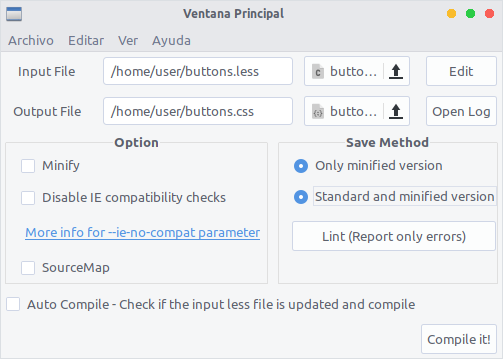 Ventana Principal
Archivo Editar Ver Ayuda
Input File /home/user/buttons.less butto... Edit
Output File /home/user/buttons.css butto... Open Log
Option
Minify
Disable IE compatibility checks
More info for --ie-no-compat parameter
SourceMap
Save Method
Only minified version
Standard and minified version
Lint (Report only errors)
Auto Compile - Check if the input less file is updated and compile
Compile it!